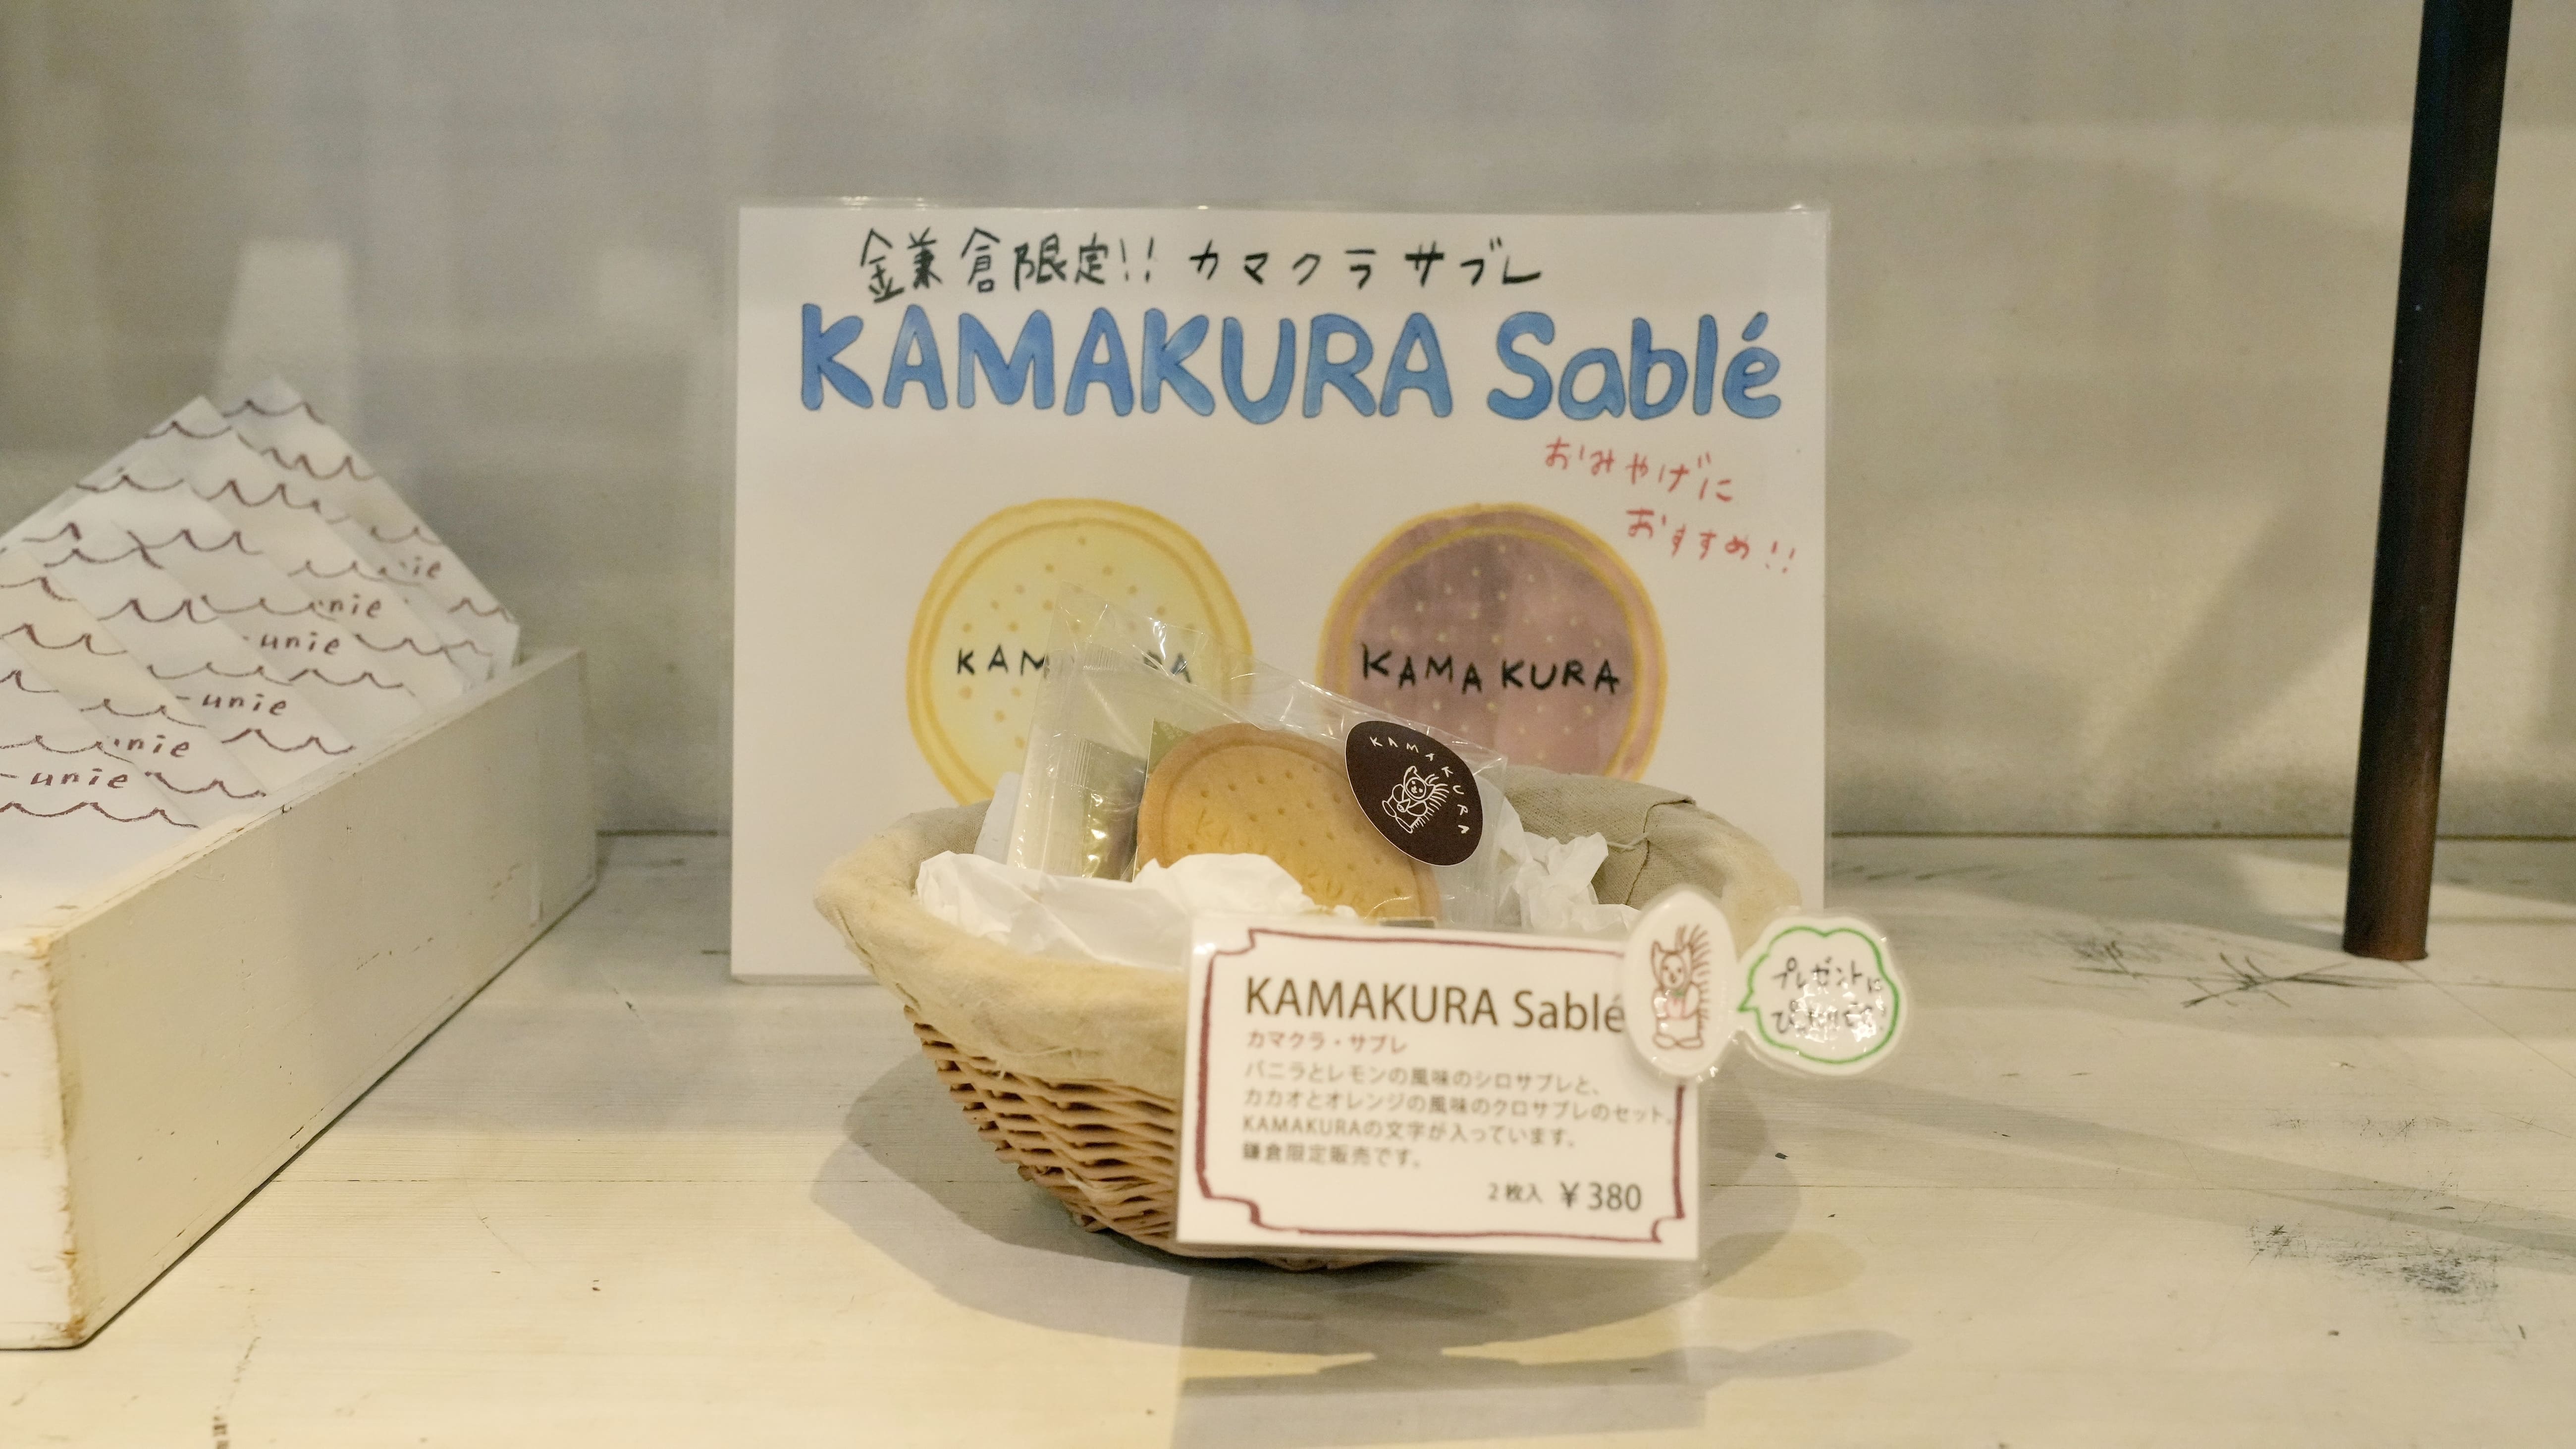 鎌倉限定!! カマクラサブレ
KAMAKURA Sablé
おみやげに
おすすめ!!
KAM RA
KAMAKURA
KAMAKURA
KAMAKURA Sablé
カマクラ・サブレ
バニラとレモンの風味のシロサブレと、
カカオとオレンジの風味のクロサブレのセット。
KAMAKURAの文字が入っています。
鎌倉限定販売です。
2枚入 ¥380
プレゼントに
unie
unie
unie